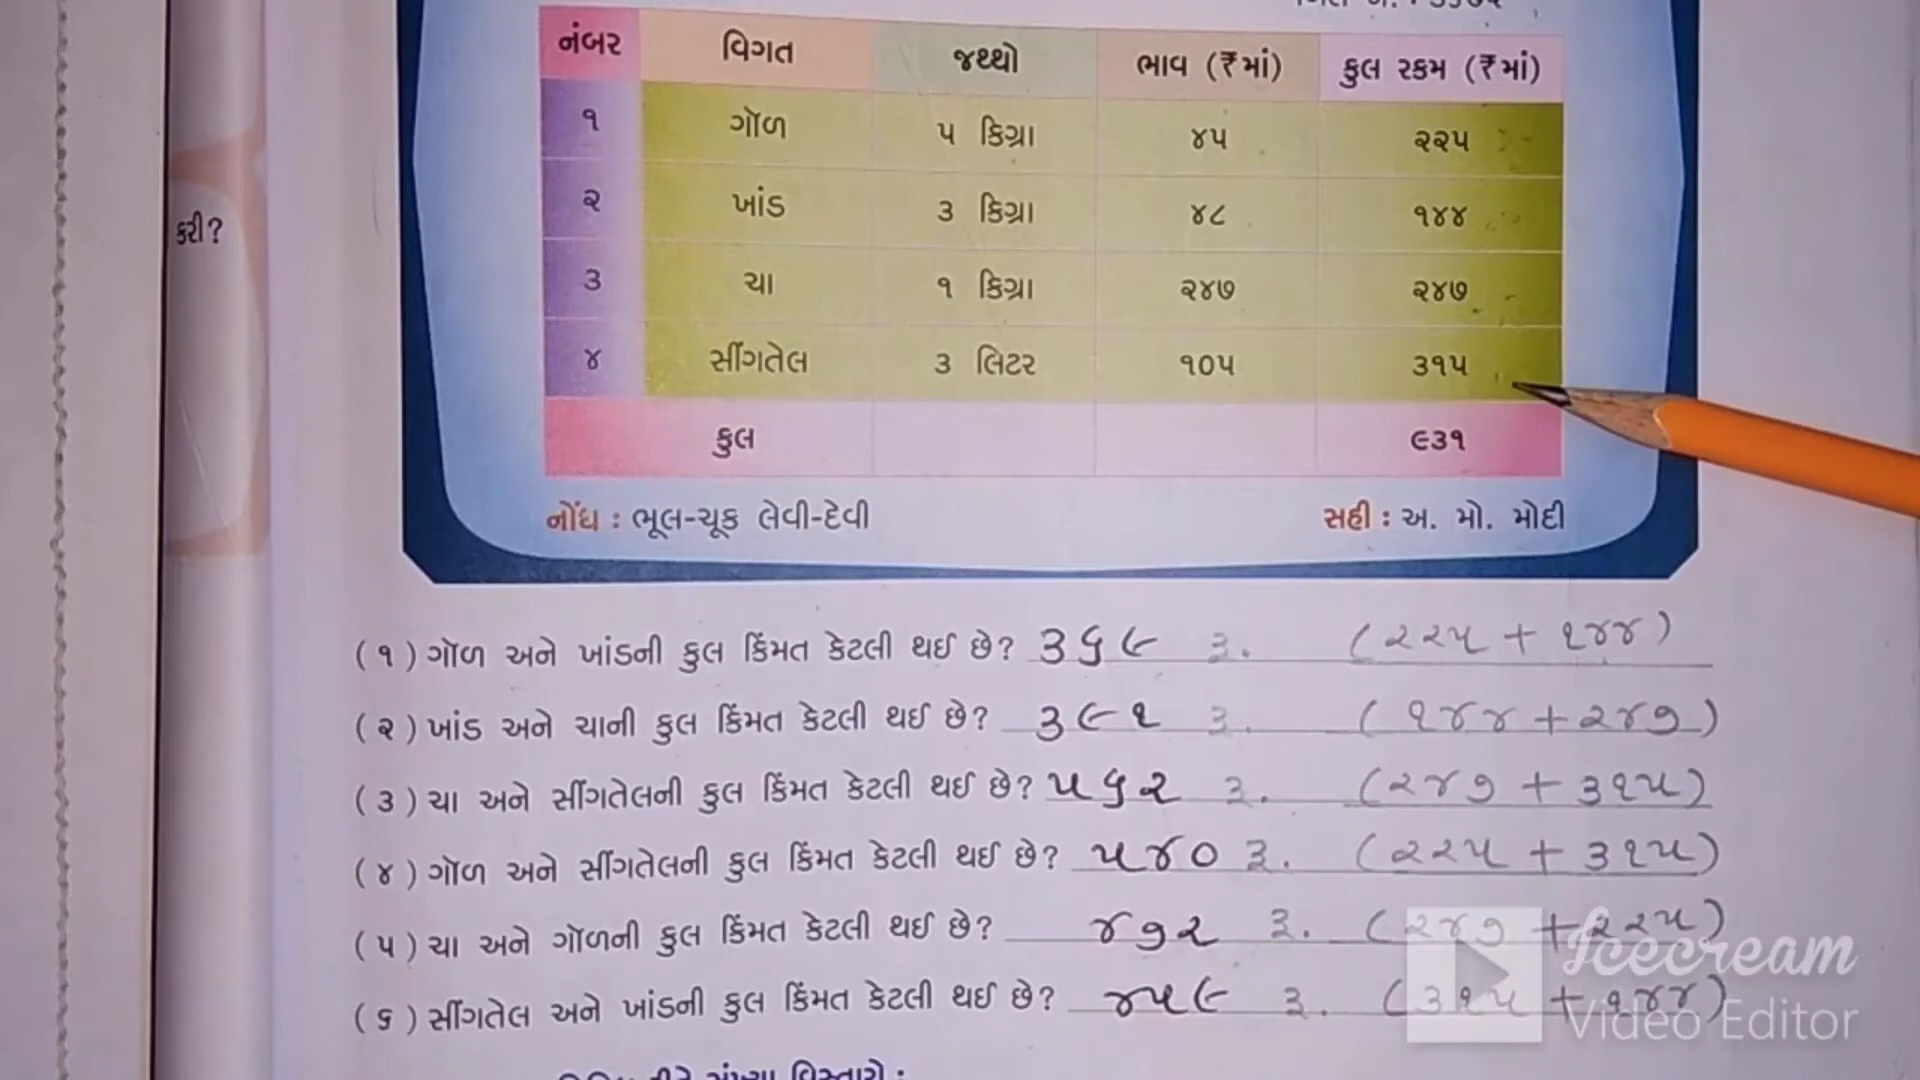 નંબર વિગત જથ્થો ભાવ (₹માં) કુલ રકમ (₹માં)
૧ ગૉળ ૫ કિગ્રા ૪૫ ૨૨૫
૨ ખાંડ ૩ કિગ્રા ૪૮ ૧૪૪
૩ ચા ૧ કિગ્રા ૨૪૭ ૨૪૭
૪ સીંગતેલ ૩ લિટર ૧૦૫ ૩૧૫
કુલ ૯૩૧
નોંધ : ભૂલ-ચૂક લેવી-દેવી સહી : અ. મો. મોદી
કરી?
(૧) ગૉળ અને ખાંડની કુલ કિંમત કેટલી થઈ છે? ૩૬૯ રૂ. (૨૨૫ + ૧૪૪)
(૨) ખાંડ અને ચાની કુલ કિંમત કેટલી થઈ છે? ૩૯૧ રૂ. (૧૪૪ + ૨૪૭)
(૩) ચા અને સીંગતેલની કુલ કિંમત કેટલી થઈ છે? ૫૬૨ રૂ. (૨૪૭ + ૩૧૫)
(૪) ગૉળ અને સીંગતેલની કુલ કિંમત કેટલી થઈ છે? ૫૪૦ રૂ. (૨૨૫ + ૩૧૫)
(૫) ચા અને ગૉળની કુલ કિંમત કેટલી થઈ છે? ૪૭૨ રૂ. (૨૪૭ + ૨૨૫)
(૬) સીંગતેલ અને ખાંડની કુલ કિંમત કેટલી થઈ છે? ૪૫૯ રૂ. (૩૧૫ + ૧૪૪)
Icecream
Video Editor